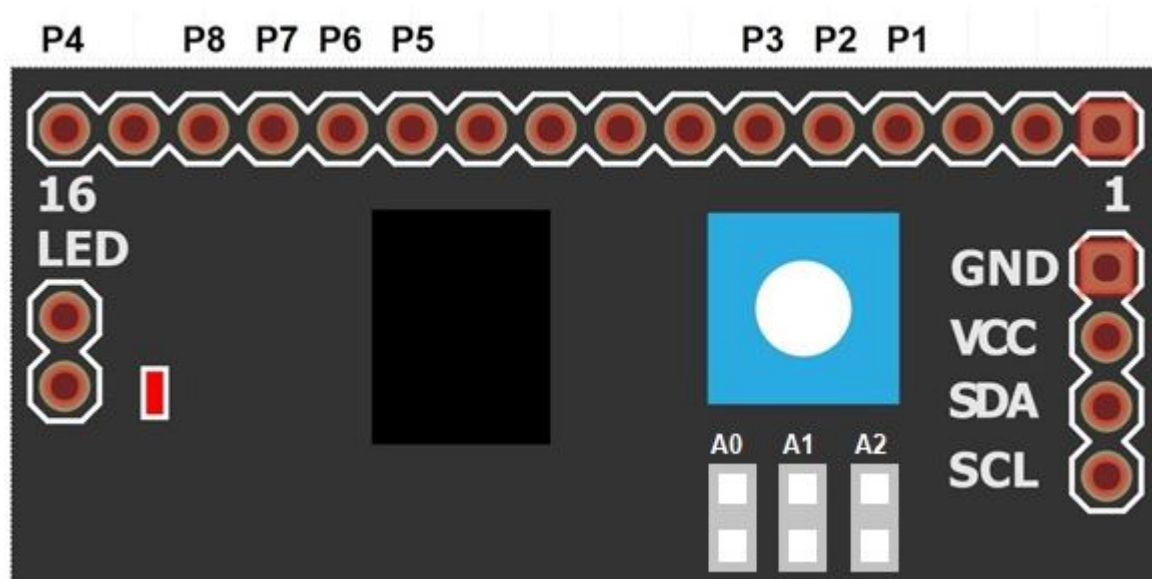 P4 P8 P7 P6 P5 P3 P2 P1
16 1
LED
GND
VCC
SDA
A0 A1 A2
SCL